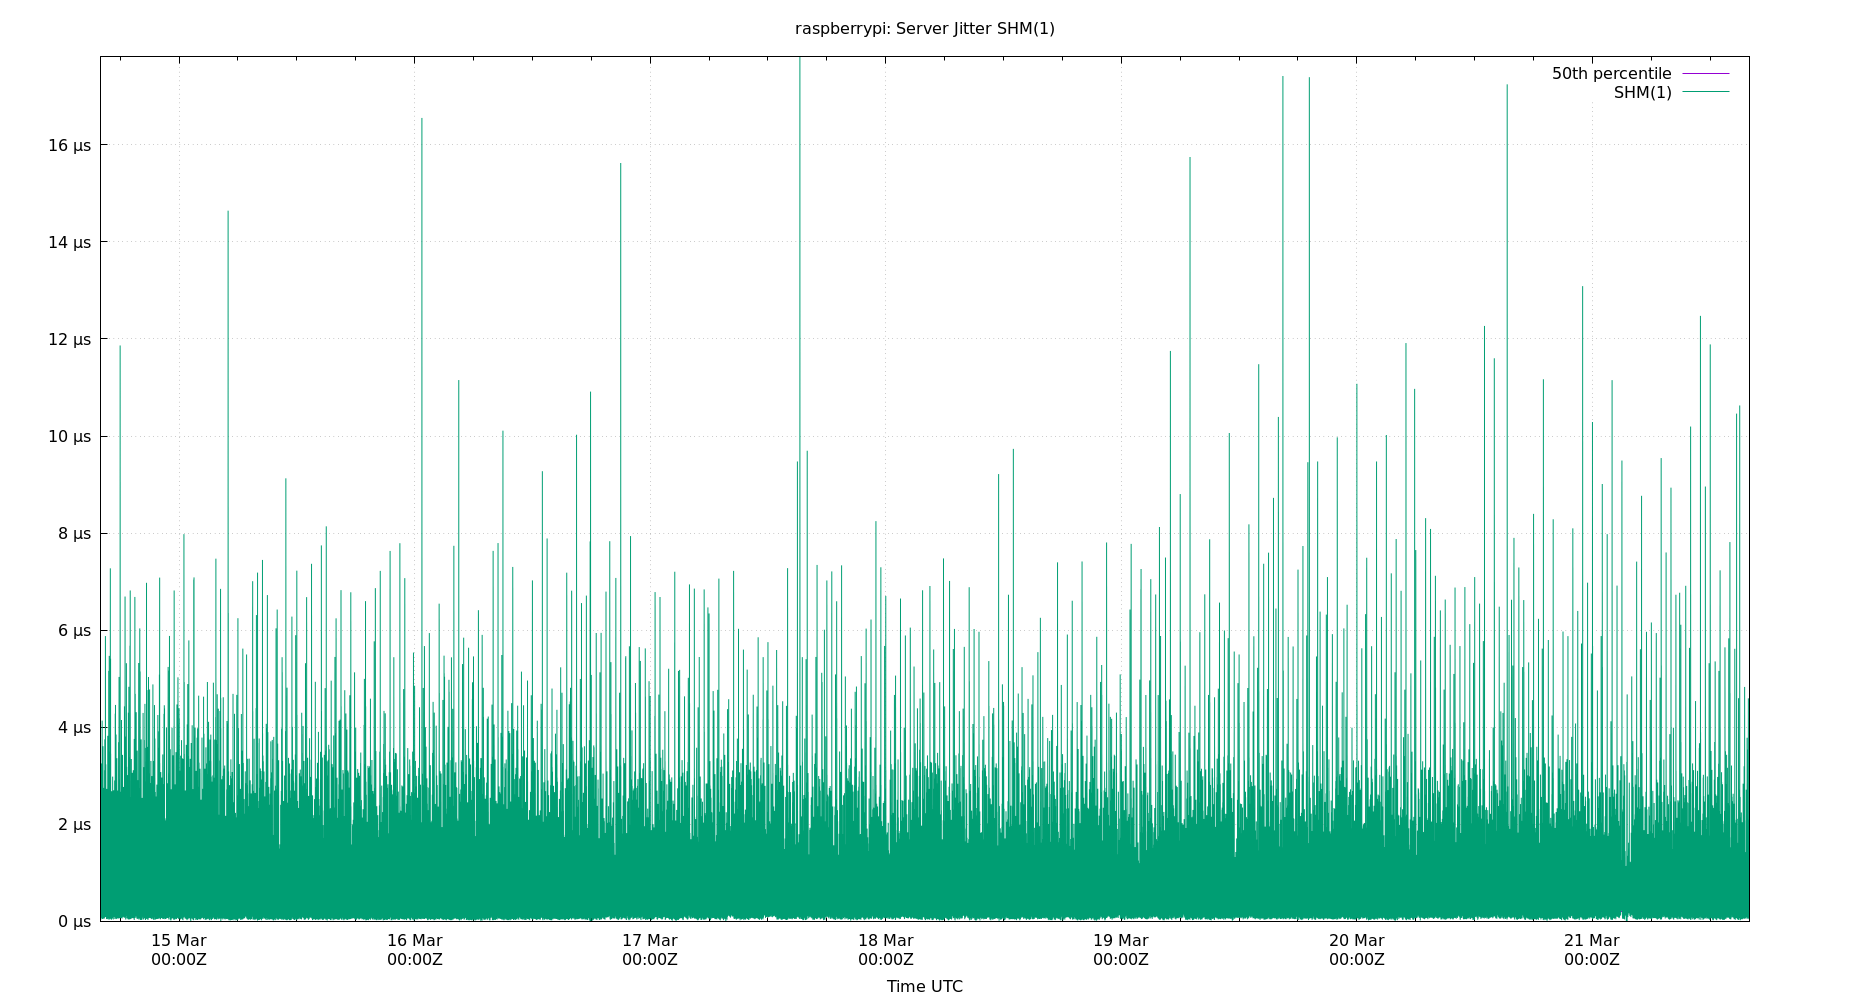 raspberrypi: Server Jitter SHM(1)
50th percentile
SHM(1)
16 µs
14 µs
12 µs
10 µs
8 µs
6 µs
4 µs
2 µs
0 µs
15 Mar 16 Mar 17 Mar 18 Mar 19 Mar 20 Mar 21 Mar
00:00Z 00:00Z 00:00Z 00:00Z 00:00Z 00:00Z 00:00Z
Time UTC